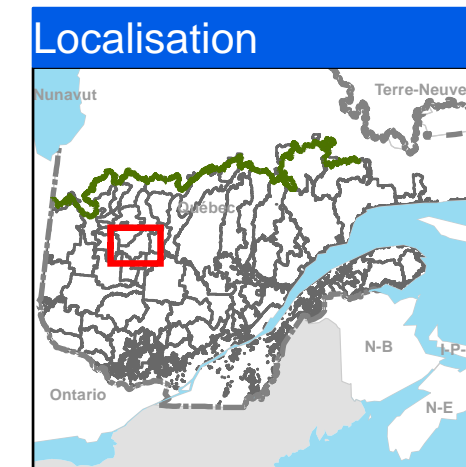 Localisation
Nunavut
Terre-Neuve
Québec
N-B
I-P-
Ontario
N-E